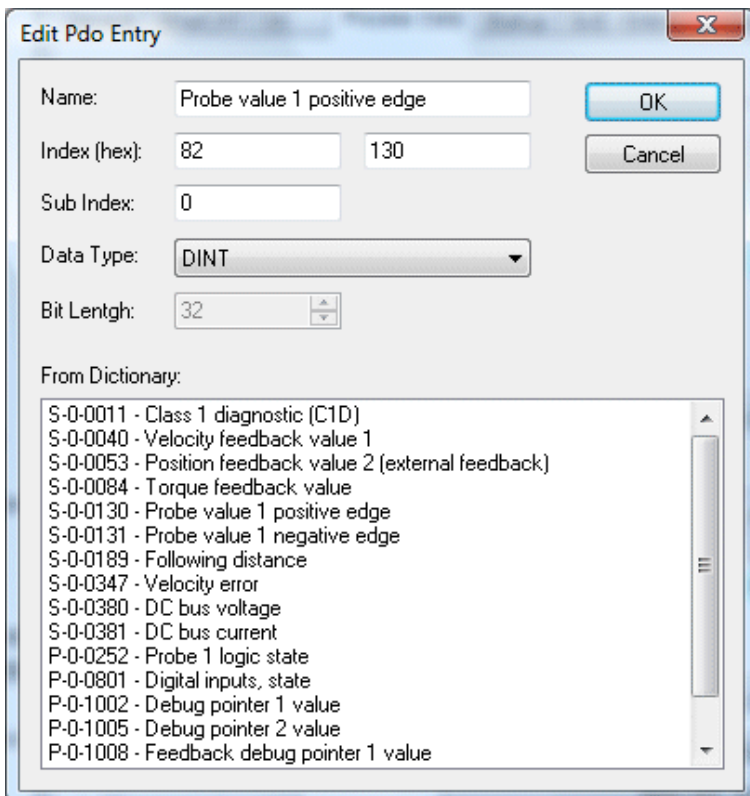 Edit Pdo Entry
Name: Probe value 1 positive edge OK
Index (hex): 82 130 Cancel
Sub Index: 0
Data Type: DINT
Bit Lentgh: 32
From Dictionary:
S-0-0011 - Class 1 diagnostic (C1D)
S-0-0040 - Velocity feedback value 1
S-0-0053 - Position feedback value 2 (external feedback)
S-0-0084 - Torque feedback value
S-0-0130 - Probe value 1 positive edge
S-0-0131 - Probe value 1 negative edge
S-0-0189 - Following distance
S-0-0347 - Velocity error
S-0-0380 - DC bus voltage
S-0-0381 - DC bus current
P-0-0252 - Probe 1 logic state
P-0-0801 - Digital inputs, state
P-0-1002 - Debug pointer 1 value
P-0-1005 - Debug pointer 2 value
P-0-1008 - Feedback debug pointer 1 value